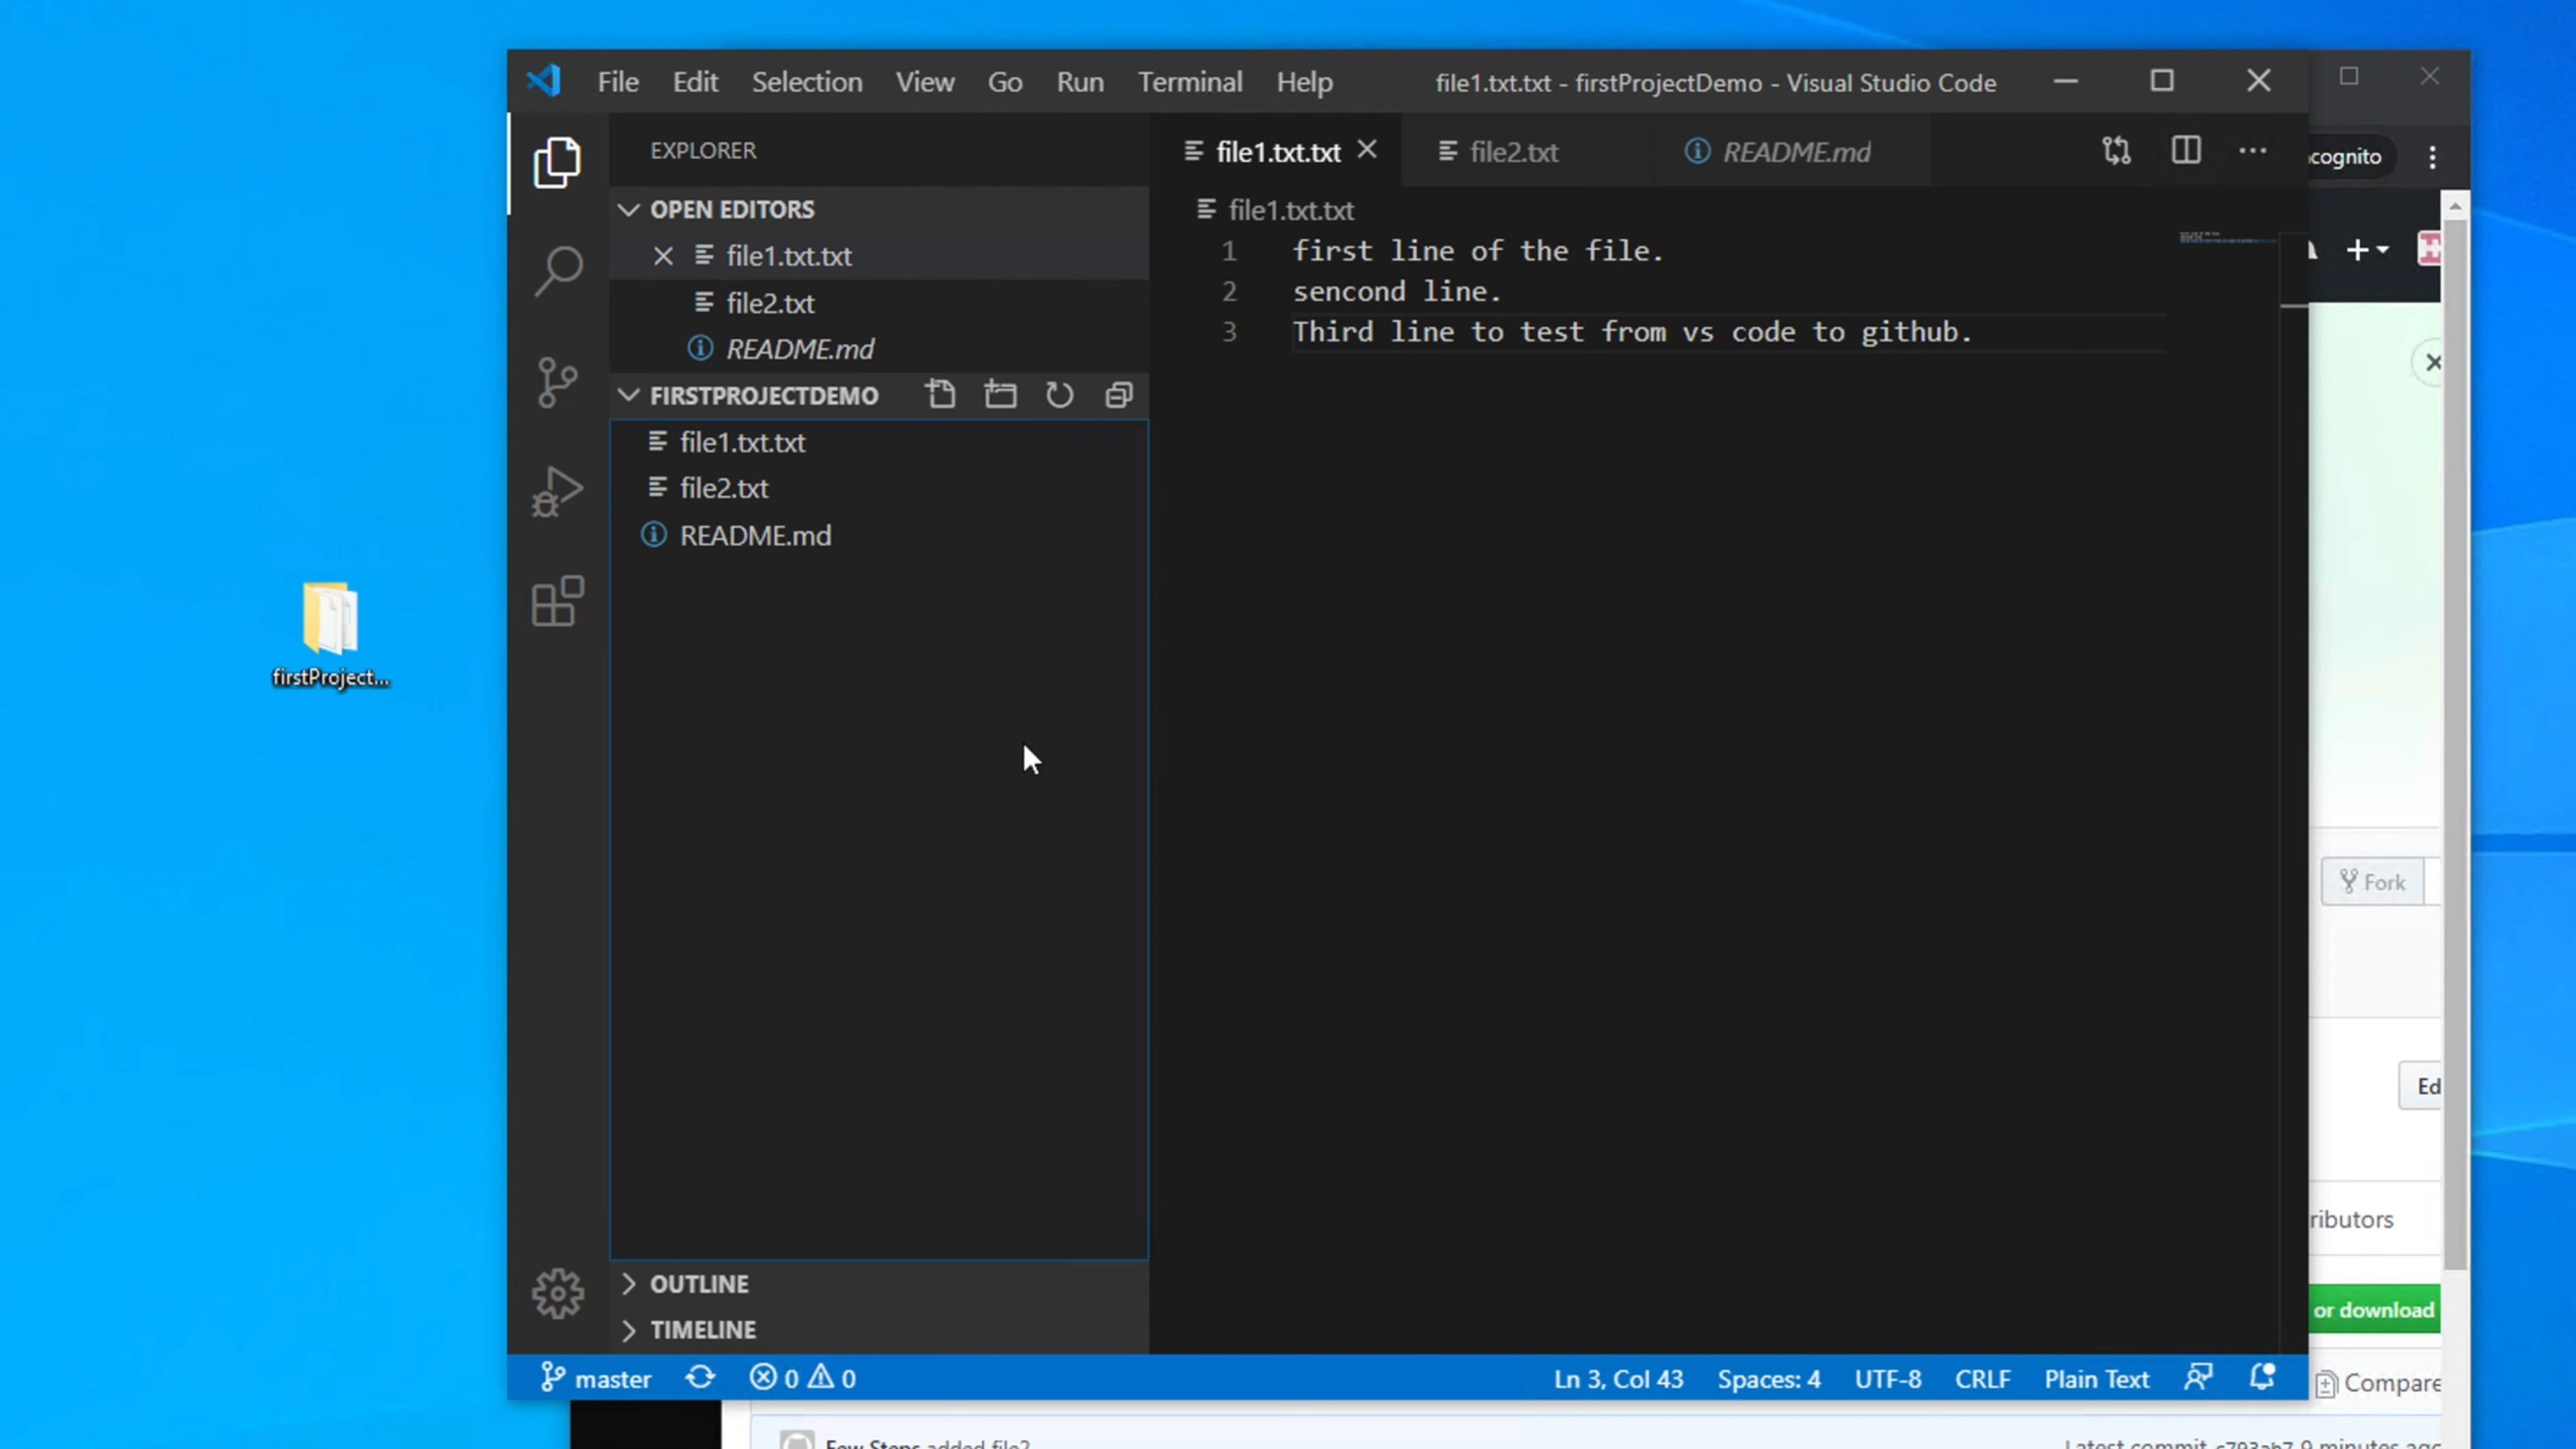 File Edit Selection View Go Run Terminal Help file1.txt.txt - firstProjectDemo - Visual Studio Code
EXPLORER
OPEN EDITORS
file1.txt.txt
file2.txt
README.md
FIRSTPROJECTDEMO
file1.txt.txt
file2.txt
README.md
OUTLINE
TIMELINE
file1.txt.txt file2.txt README.md
file1.txt.txt
1 first line of the file.
2 sencond line.
3 Third line to test from vs code to github.
master 0 0 Ln 3, Col 43 Spaces: 4 UTF-8 CRLF Plain Text
firstProject...
cognito
Fork
Ed
ributors
or download
Compare
Few Steps added file2